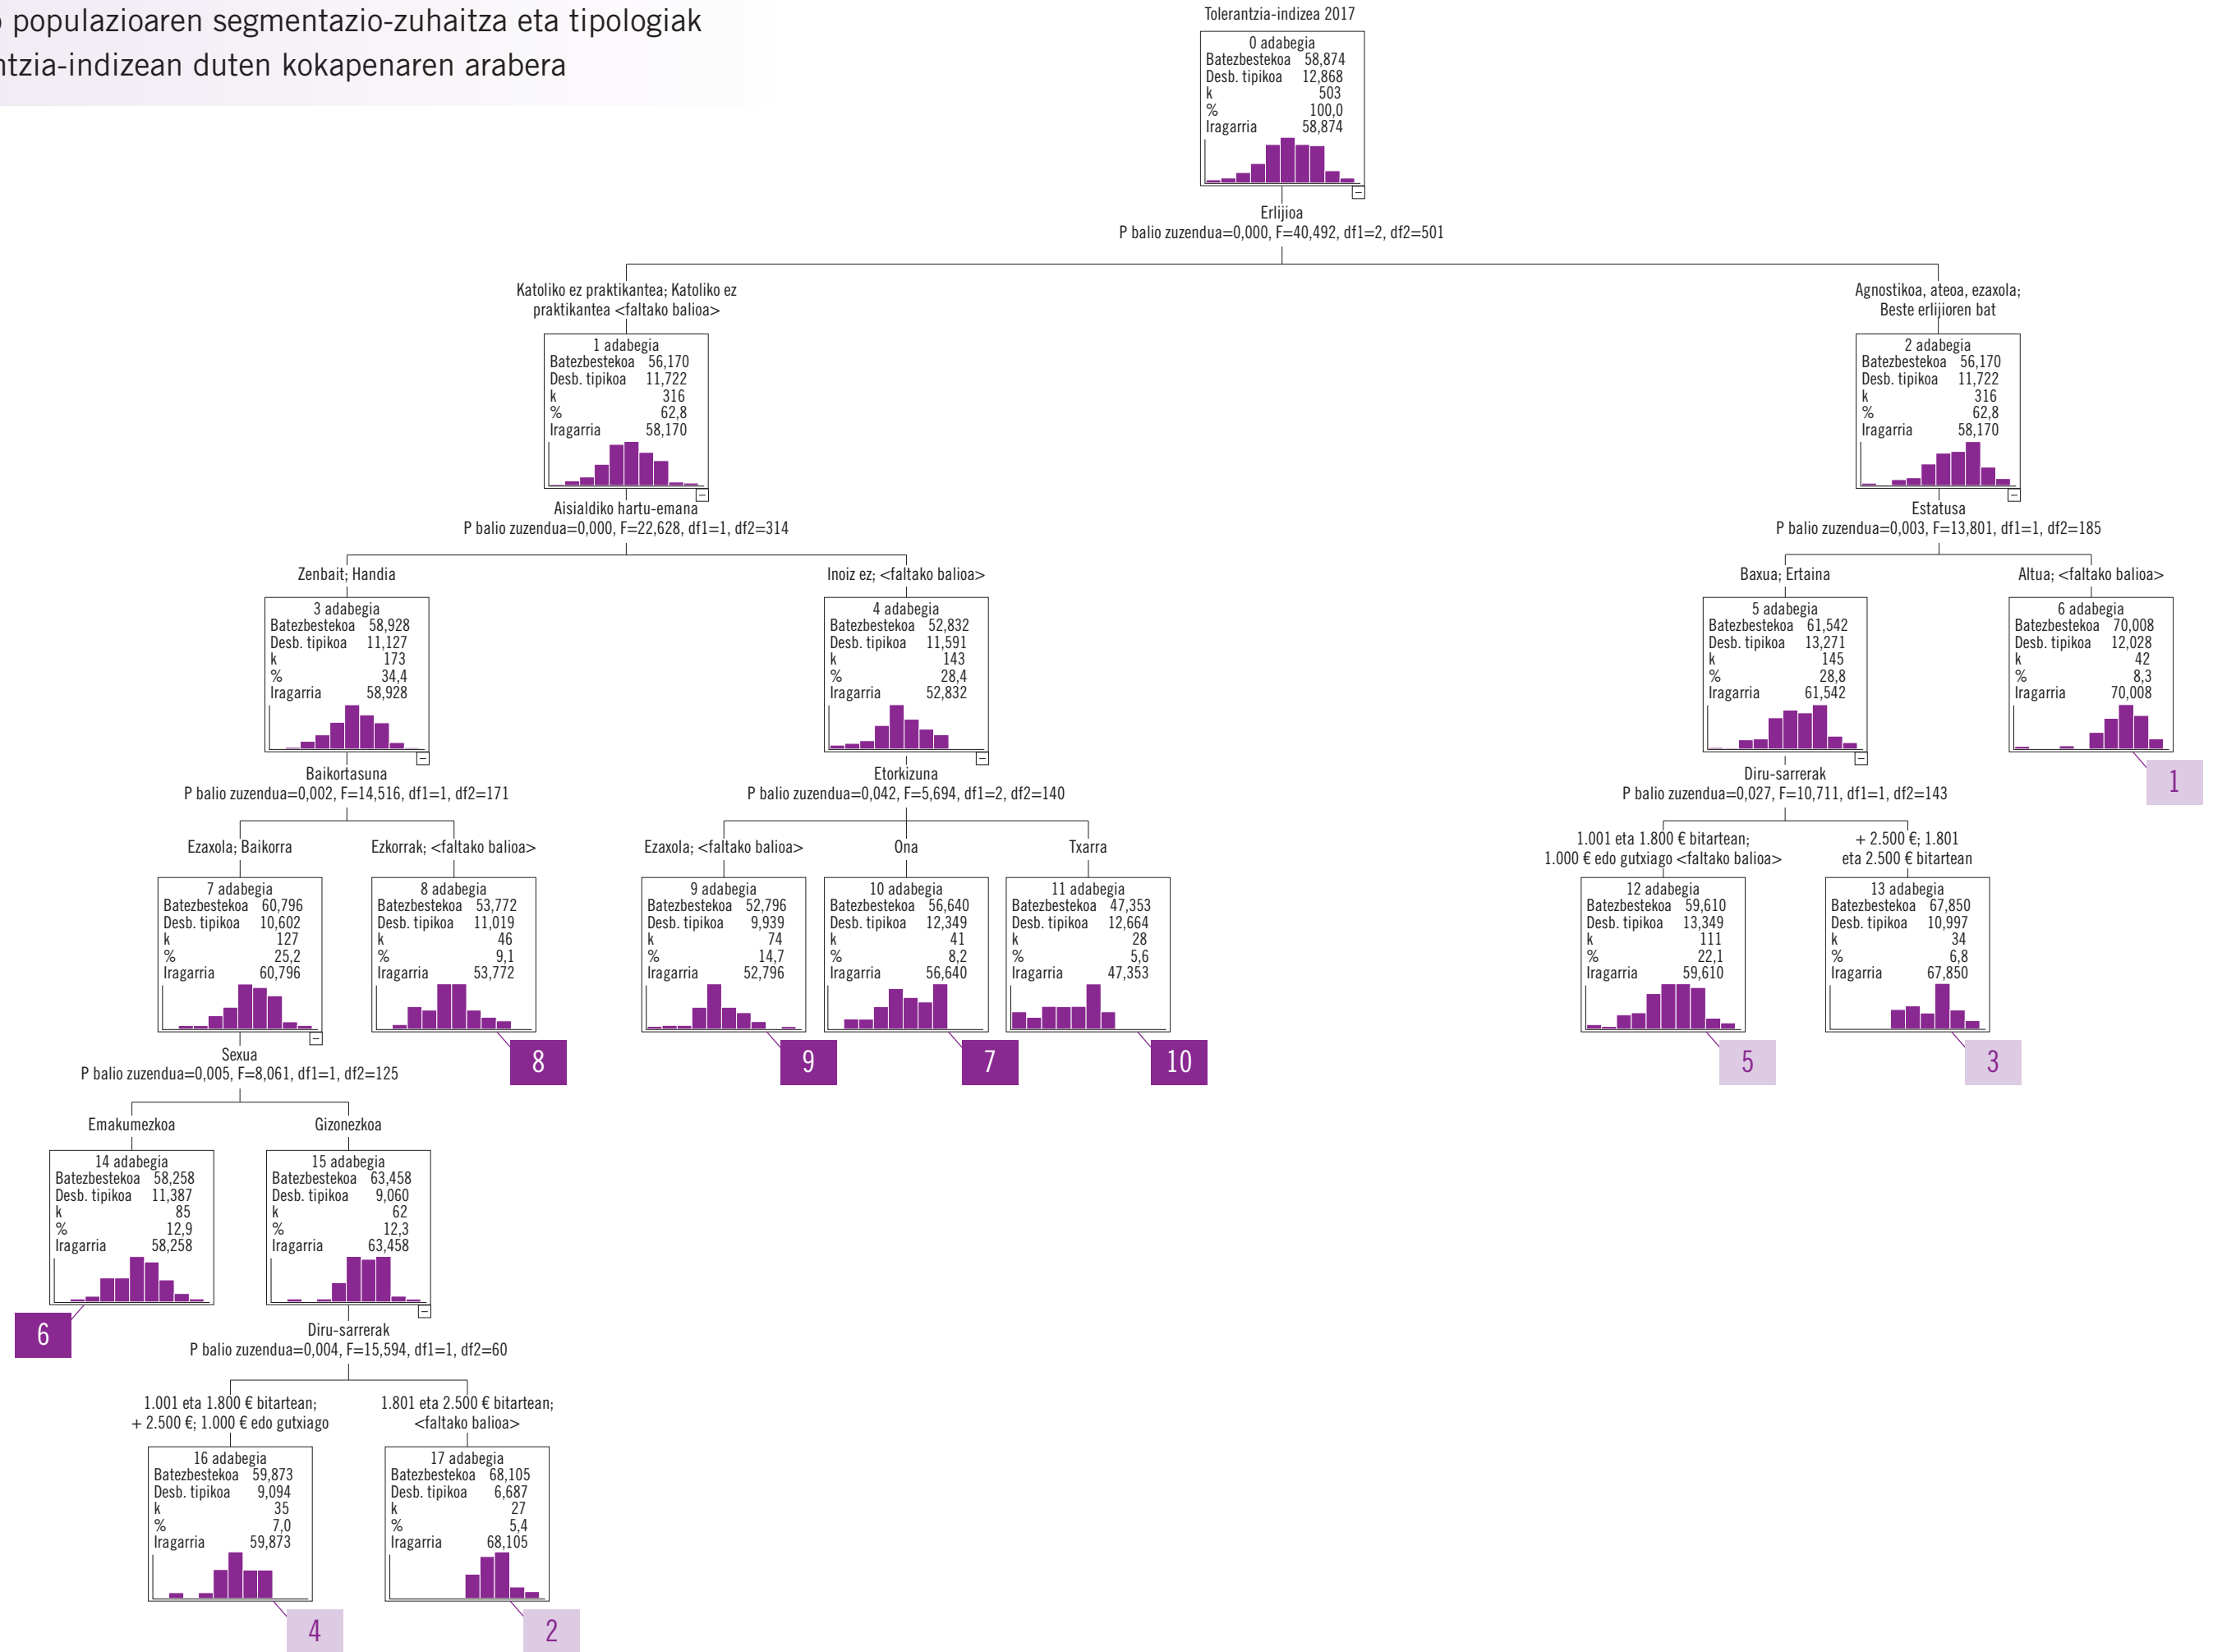 populazioaren segmentazio-zuhaitza eta tipologiak
duten kokapenaren arabera
Tolerantzia-indizea 2017
0 adabegia
Batezbestekoa 58,874
Desb. tipikoa 12,868
k 503
% 100,0
Iragarria 58,874
Erlijioa
P balio zuzendua=0,000, F=40,492, df1=2, df2=501
Katoliko ez praktikantea; Katoliko ez
praktikantea <faltako balioa>
Agnostikoa, ateoa, ezaxola;
Beste erlijioren bat
1 adabegia
Batezbestekoa 56,170
Desb. tipikoa 11,722
k 316
% 62,8
Iragarria 58,170
2 adabegia
Batezbestekoa 56,170
Desb. tipikoa 11,722
k 316
% 62,8
Iragarria 58,170
Aisialdiko hartu-emana
P balio zuzendua=0,000, F=22,628, df1=1, df2=314
Estatusa
P balio zuzendua=0,003, F=13,801, df1=1, df2=185
Zenbait; Handia
Inoiz ez; <faltako balioa>
Baxua; Ertaina
Altua; <faltako balioa>
3 adabegia
Batezbestekoa 58,928
Desb. tipikoa 11,127
k 173
% 34,4
Iragarria 58,928
4 adabegia
Batezbestekoa 52,832
Desb. tipikoa 11,591
k 143
% 28,4
Iragarria 52,832
5 adabegia
Batezbestekoa 61,542
Desb. tipikoa 13,271
k 145
% 28,8
Iragarria 61,542
6 adabegia
Batezbestekoa 70,008
Desb. tipikoa 12,028
k 42
% 8,3
Iragarria 70,008
1
Baikortasuna
P balio zuzendua=0,002, F=14,516, df1=1, df2=171
Etorkizuna
P balio zuzendua=0,042, F=5,694, df1=2, df2=140
Diru-sarrerak
P balio zuzendua=0,027, F=10,711, df1=1, df2=143
Ezaxola; Baikorra
Ezkorrak; <faltako balioa>
Ezaxola; <faltako balioa>
Ona
Txarra
1.001 eta 1.800 € bitartean;
1.000 € edo gutxiago <faltako balioa>
+ 2.500 €; 1.801
eta 2.500 € bitartean
7 adabegia
Batezbestekoa 60,796
Desb. tipikoa 10,602
k 127
% 25,2
Iragarria 60,796
8 adabegia
Batezbestekoa 53,772
Desb. tipikoa 11,019
k 46
% 9,1
Iragarria 53,772
9 adabegia
Batezbestekoa 52,796
Desb. tipikoa 9,939
k 74
% 14,7
Iragarria 52,796
10 adabegia
Batezbestekoa 56,640
Desb. tipikoa 12,349
k 41
% 8,2
Iragarria 56,640
11 adabegia
Batezbestekoa 47,353
Desb. tipikoa 12,664
k 28
% 5,6
Iragarria 47,353
12 adabegia
Batezbestekoa 59,610
Desb. tipikoa 13,349
k 111
% 22,1
Iragarria 59,610
13 adabegia
Batezbestekoa 67,850
Desb. tipikoa 10,997
k 34
% 6,8
Iragarria 67,850
8
9
7
10
5
3
Sexua
P balio zuzendua=0,005, F=8,061, df1=1, df2=125
Emakumezkoa
Gizonezkoa
14 adabegia
Batezbestekoa 58,258
Desb. tipikoa 11,387
k 85
% 12,9
Iragarria 58,258
15 adabegia
Batezbestekoa 63,458
Desb. tipikoa 9,060
k 62
% 12,3
Iragarria 63,458
6
Diru-sarrerak
P balio zuzendua=0,004, F=15,594, df1=1, df2=60
1.001 eta 1.800 € bitartean;
+ 2.500 €; 1.000 € edo gutxiago
1.801 eta 2.500 € bitartean;
<faltako balioa>
16 adabegia
Batezbestekoa 59,873
Desb. tipikoa 9,094
k 35
% 7,0
Iragarria 59,873
17 adabegia
Batezbestekoa 68,105
Desb. tipikoa 6,687
k 27
% 5,4
Iragarria 68,105
4
2